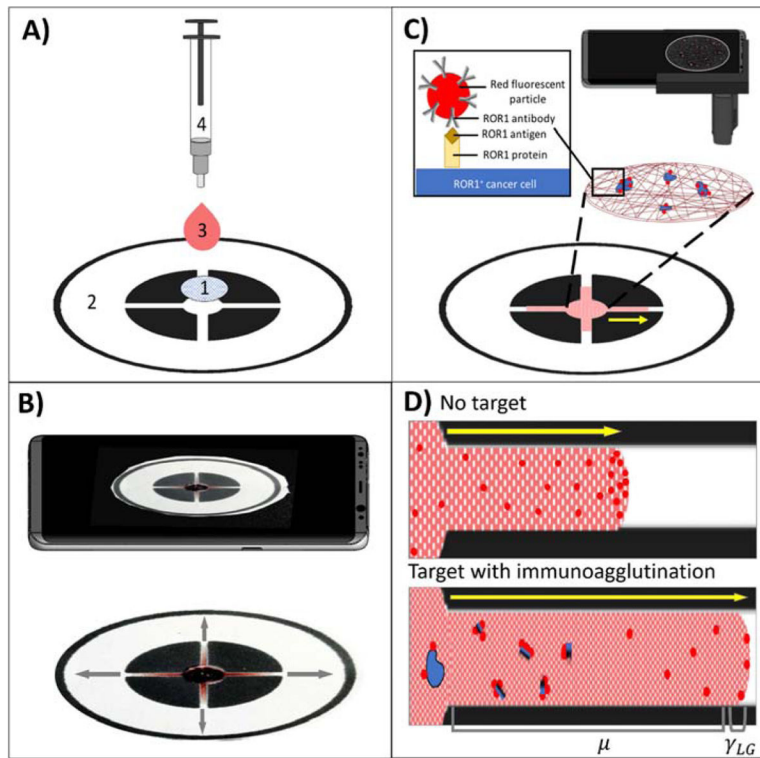 A)
4
3
1
2
B)
C)
Red fluorescent
particle
ROR1 antibody
ROR1 antigen
ROR1 protein
ROR1⁺ cancer cell
D) No target
Target with immunoagglutination
μ
γLG